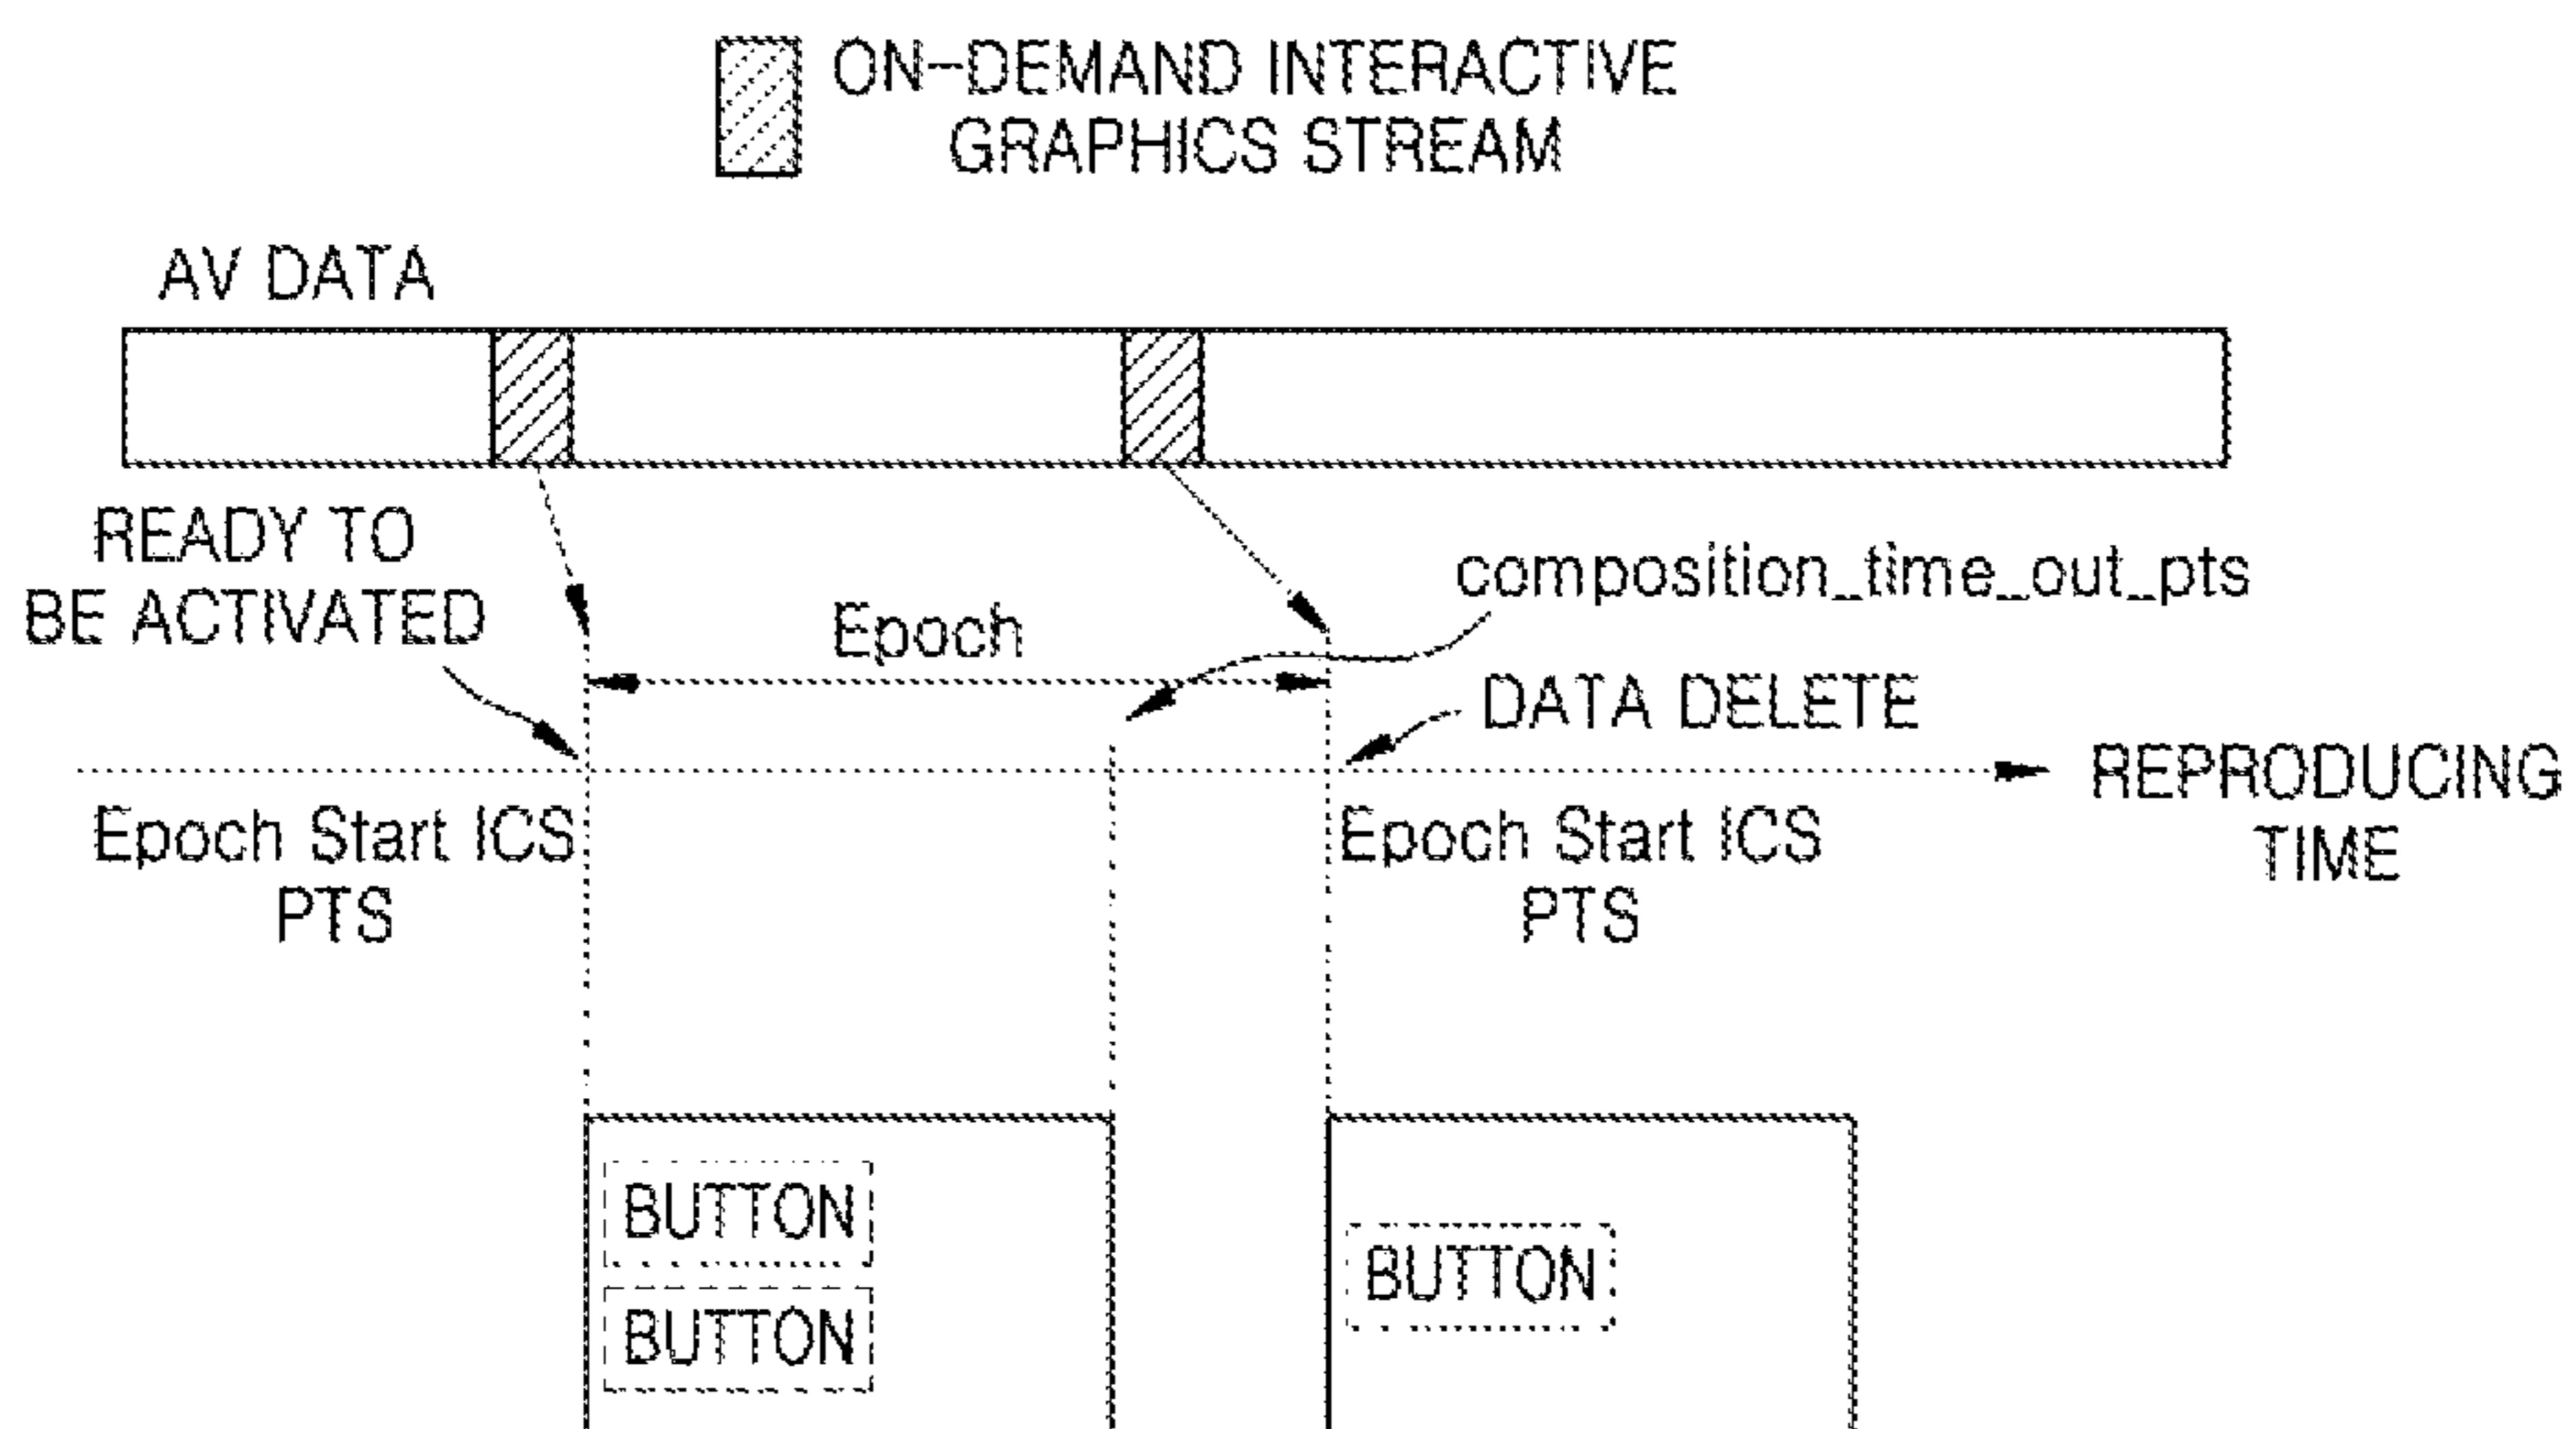 ON-DEMAND INTERACTIVE
GRAPHICS STREAM
AV DATA
READY TO
BE ACTIVATED
composition_time_out_pts
Epoch
DATA DELETE
REPRODUCING
TIME
Epoch Start ICS
PTS
Epoch Start ICS
PTS
BUTTON
BUTTON
BUTTON